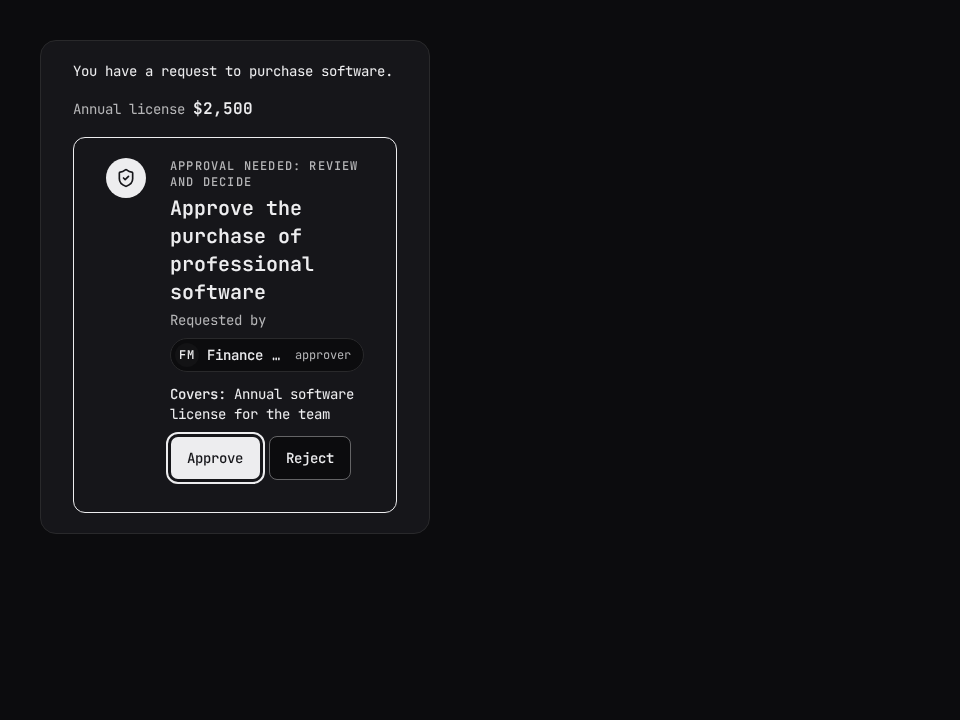 You have a request to purchase software.
Annual license $2,500
APPROVAL NEEDED: REVIEW
AND DECIDE
Approve the
purchase of
professional
software
Requested by
FM Finance … approver
Covers: Annual software
license for the team
Approve Reject